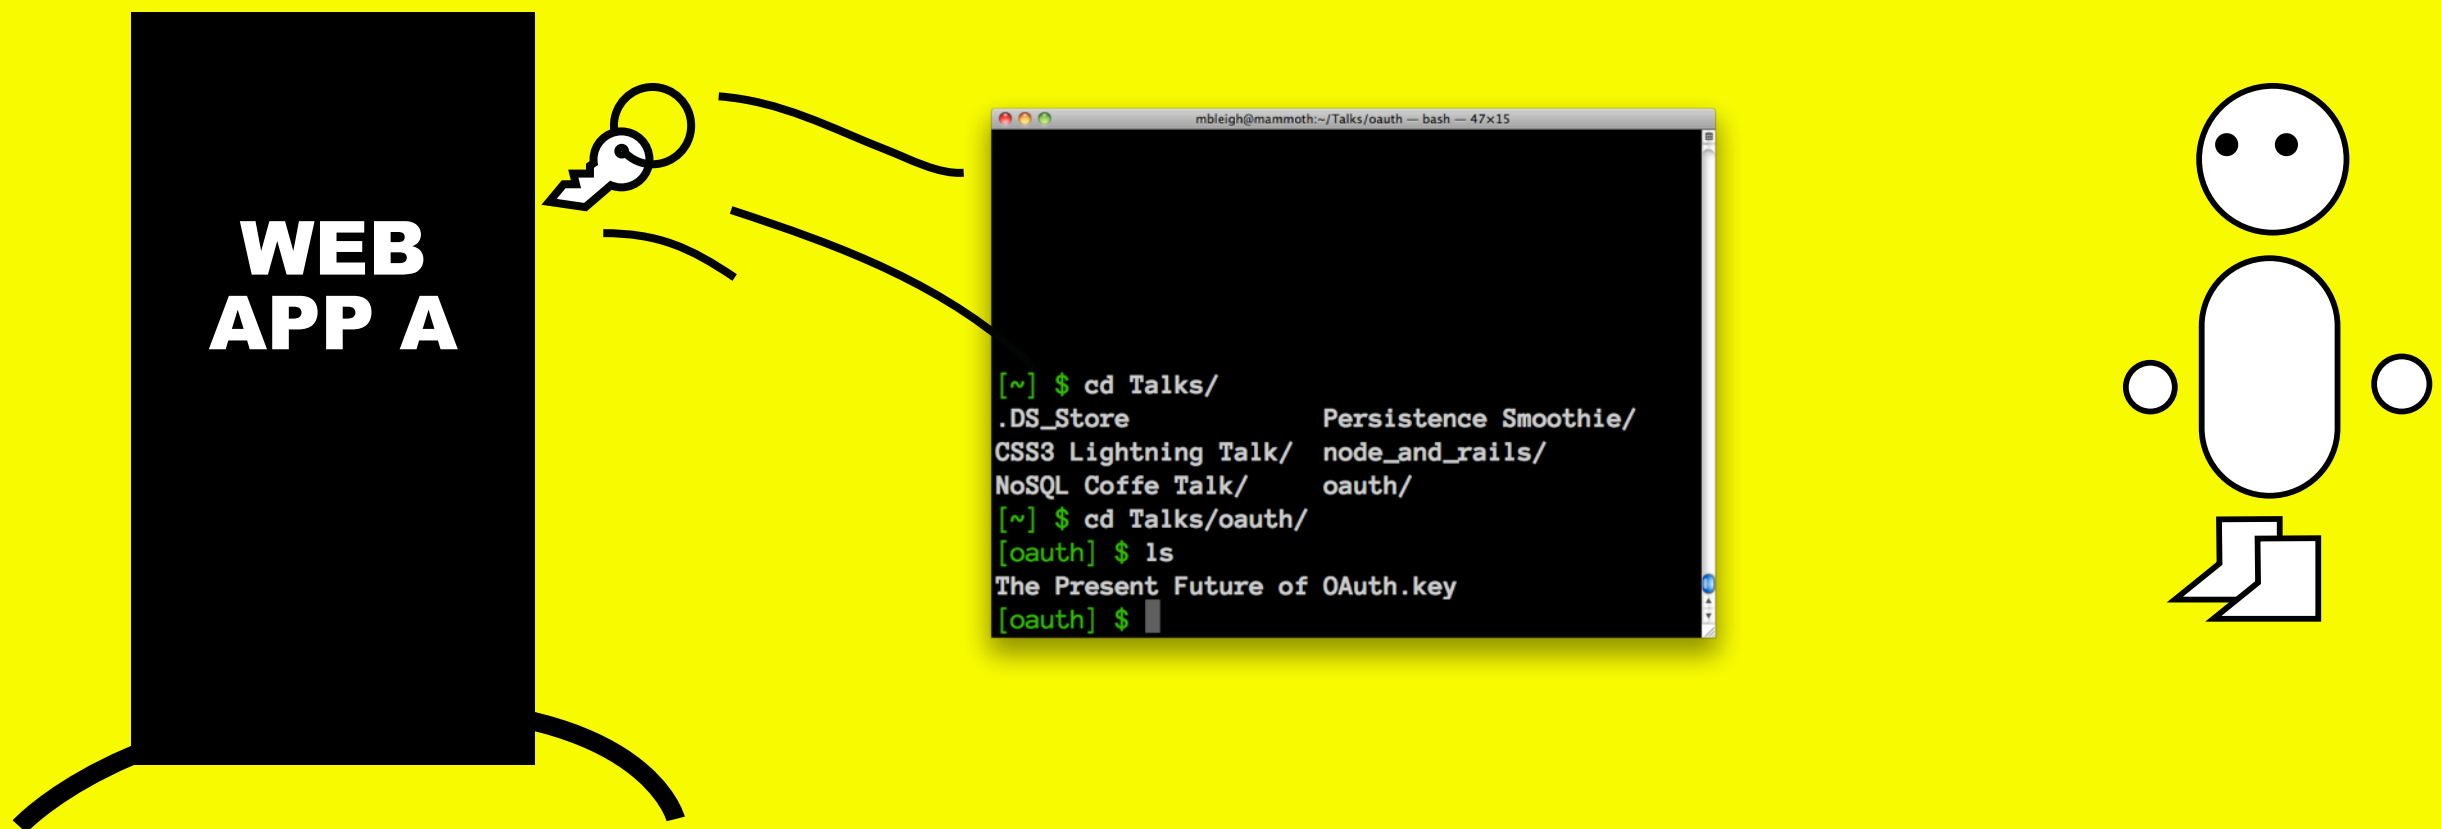 WEB
APP A
mbleigh@mammoth:~/Talks/oauth — bash — 47×15
[~] $ cd Talks/
.DS_Store Persistence Smoothie/
CSS3 Lightning Talk/ node_and_rails/
NoSQL Coffe Talk/ oauth/
[~] $ cd Talks/oauth/
[oauth] $ ls
The Present Future of OAuth.key
[oauth] $